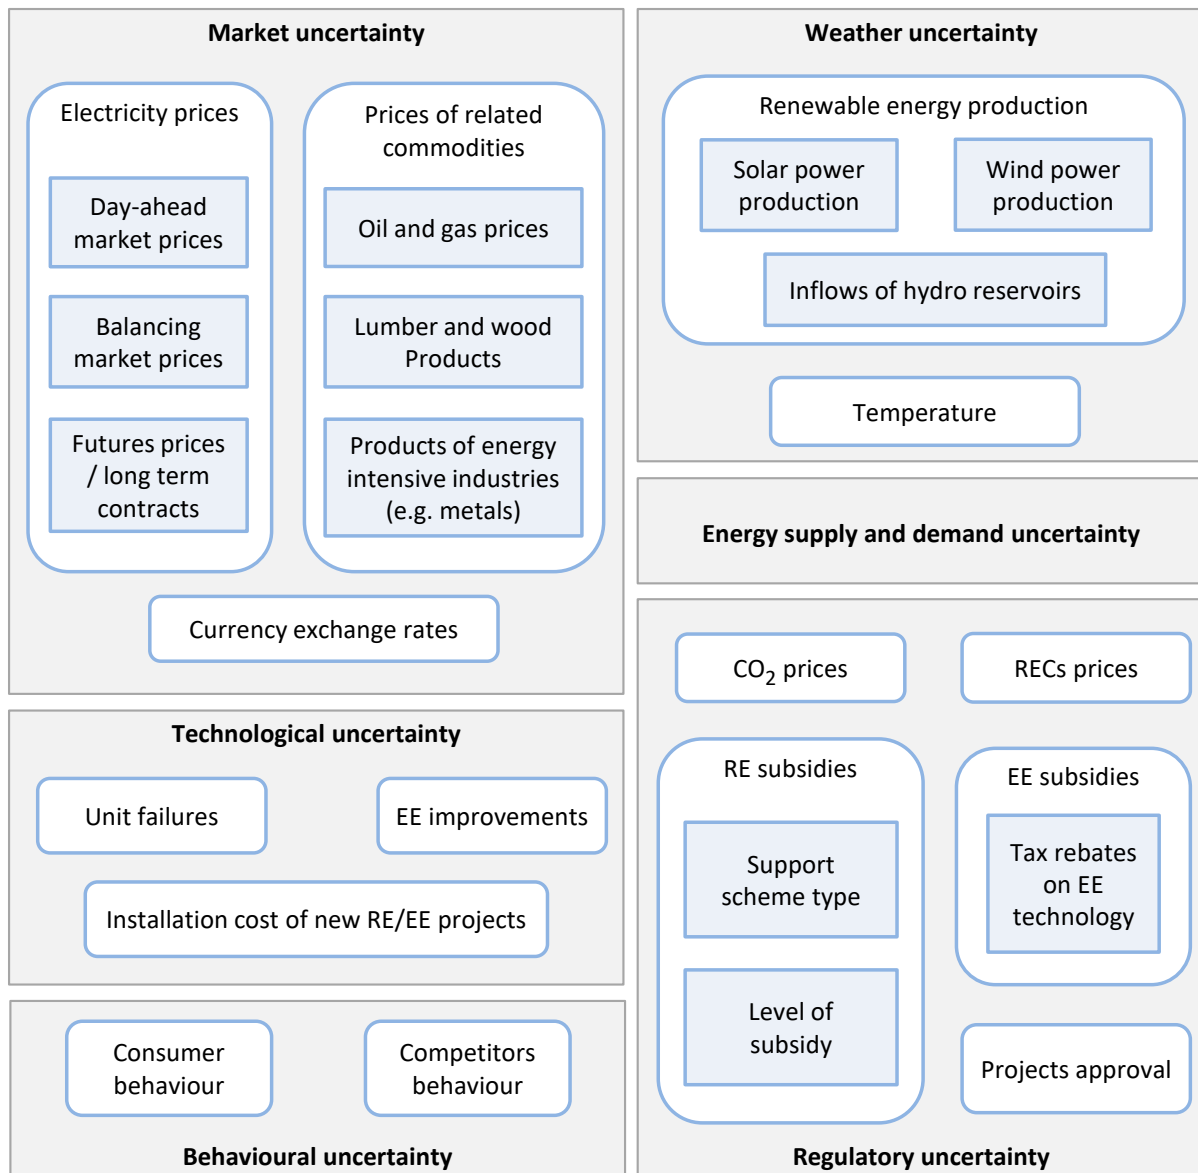 Market uncertainty
Electricity prices
Day-ahead
market prices
Balancing
market prices
Futures prices
/ long term
contracts
Prices of related
commodities
Oil and gas prices
Lumber and wood
Products
Products of energy
intensive industries
(e.g. metals)
Currency exchange rates
Weather uncertainty
Renewable energy production
Solar power
production
Wind power
production
Inflows of hydro reservoirs
Temperature
Energy supply and demand uncertainty
Technological uncertainty
Unit failures
EE improvements
Installation cost of new RE/EE projects
Consumer
behaviour
Competitors
behaviour
Behavioural uncertainty
CO₂ prices
RECs prices
RE subsidies
Support
scheme type
Level of
subsidy
EE subsidies
Tax rebates
on EE
technology
Projects approval
Regulatory uncertainty